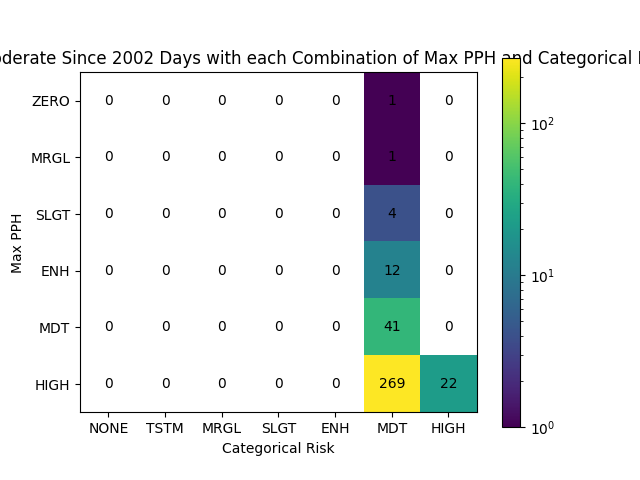 Since 2002 Days with each Combination of Max PPH and Categorical
ZERO 0 0 0 0 0 1 0
MRGL 0 0 0 0 0 1 0
SLGT 0 0 0 0 0 4 0
ENH 0 0 0 0 0 12 0
MDT 0 0 0 0 0 41 0
HIGH 0 0 0 0 0 269 22
NONE TSTM MRGL SLGT ENH MDT HIGH
Categorical Risk
Max PPH
10²
10¹
10⁰